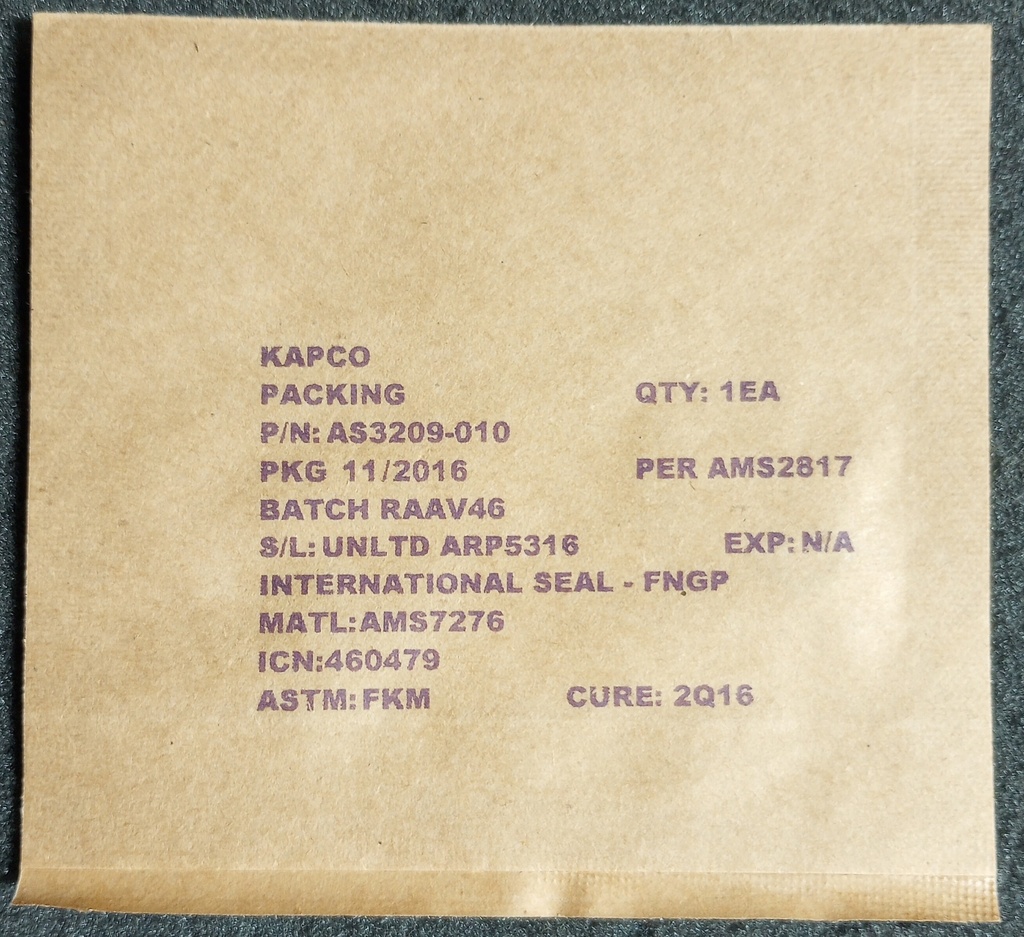 KAPCO
PACKING QTY: 1EA
P/N: AS3209-010
PKG 11/2016 PER AMS2817
BATCH RAAV46
S/L: UNLTD ARP5316 EXP: N/A
INTERNATIONAL SEAL - FNGP
MATL:AMS7276
ICN:460479
ASTM: FKM CURE: 2Q16